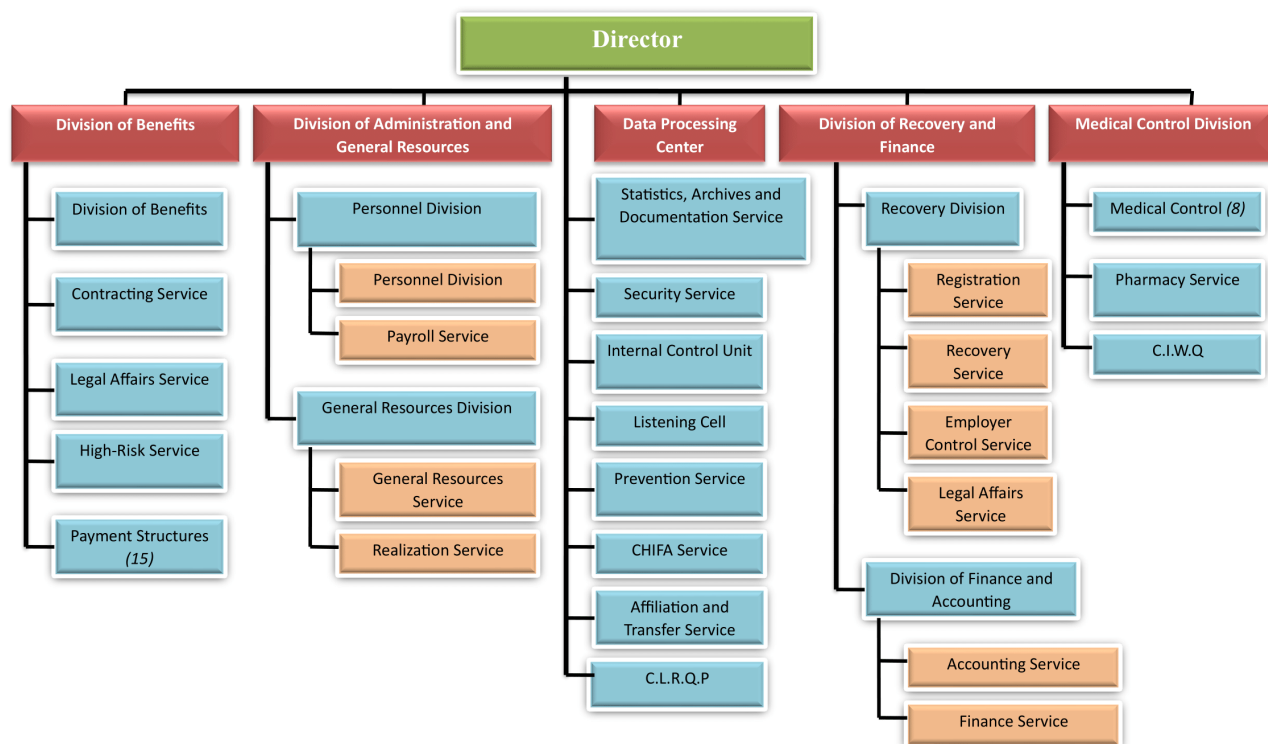 Director
Division of Benefits
Division of Benefits
Contracting Service
Legal Affairs Service
High-Risk Service
Payment Structures
(15)
Division of Administration and
General Resources
Personnel Division
Personnel Division
Payroll Service
General Resources Division
General Resources
Service
Realization Service
Data Processing
Center
Statistics, Archives and
Documentation Service
Security Service
Internal Control Unit
Listening Cell
Prevention Service
CHIFA Service
Affiliation and
Transfer Service
C.L.R.Q.P
Division of Recovery and
Finance
Recovery Division
Registration
Service
Recovery
Service
Employer
Control Service
Legal Affairs
Service
Division of Finance and
Accounting
Accounting Service
Finance Service
Medical Control Division
Medical Control (8)
Pharmacy Service
C.I.W.Q